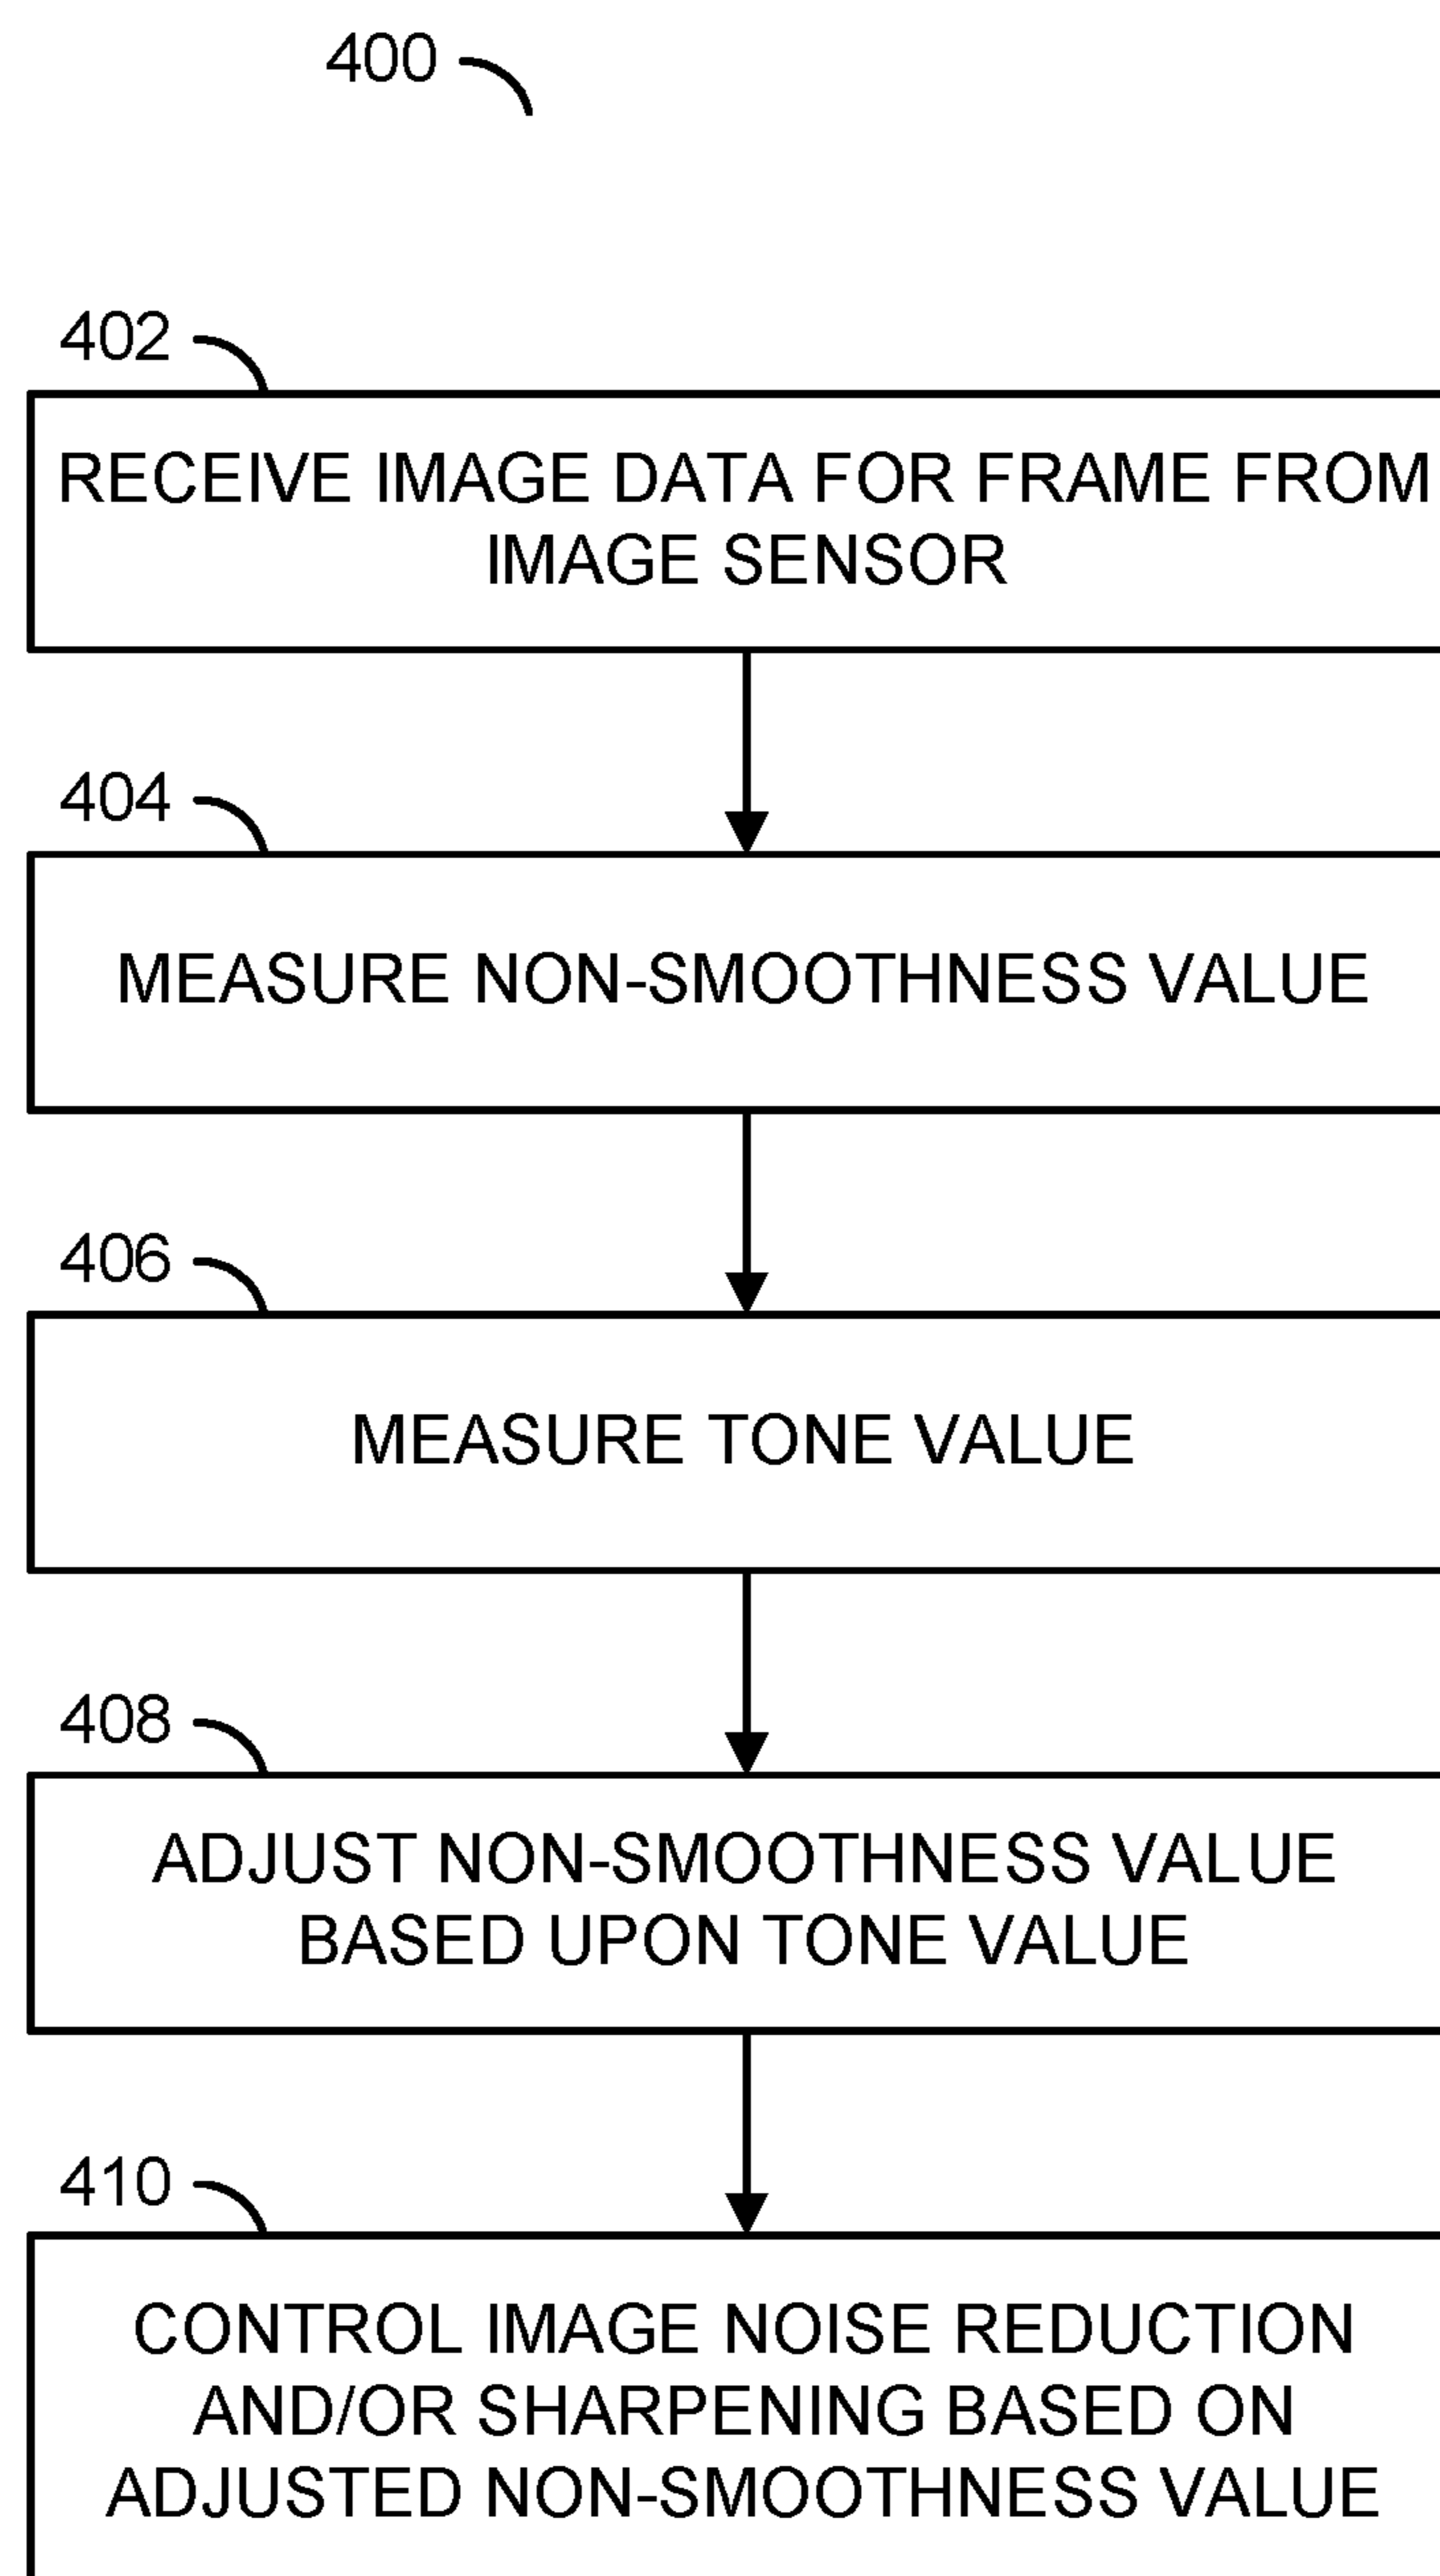 400
402
RECEIVE IMAGE DATA FOR FRAME FROM
IMAGE SENSOR
404
MEASURE NON-SMOOTHNESS VALUE
406
MEASURE TONE VALUE
408
ADJUST NON-SMOOTHNESS VALUE
BASED UPON TONE VALUE
410
CONTROL IMAGE NOISE REDUCTION
AND/OR SHARPENING BASED ON
ADJUSTED NON-SMOOTHNESS VALUE